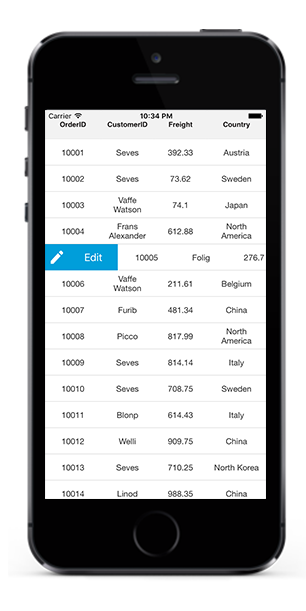 Carrier 10:34 PM
OrderID CustomerID Freight Country
10001 Seves 392.33 Austria
10002 Seves 73.62 Sweden
10003 Vaffe Watson 74.1 Japan
10004 Frans Alexander 612.88 North America
Edit 10005 Folig 276.7
10006 Vaffe Watson 211.61 Belgium
10007 Furib 481.34 China
10008 Picco 817.99 North America
10009 Seves 814.14 Italy
10010 Seves 708.75 Sweden
10011 Blonp 614.43 Italy
10012 Welli 909.75 China
10013 Seves 710.25 North Korea
10014 Linod 988.35 China